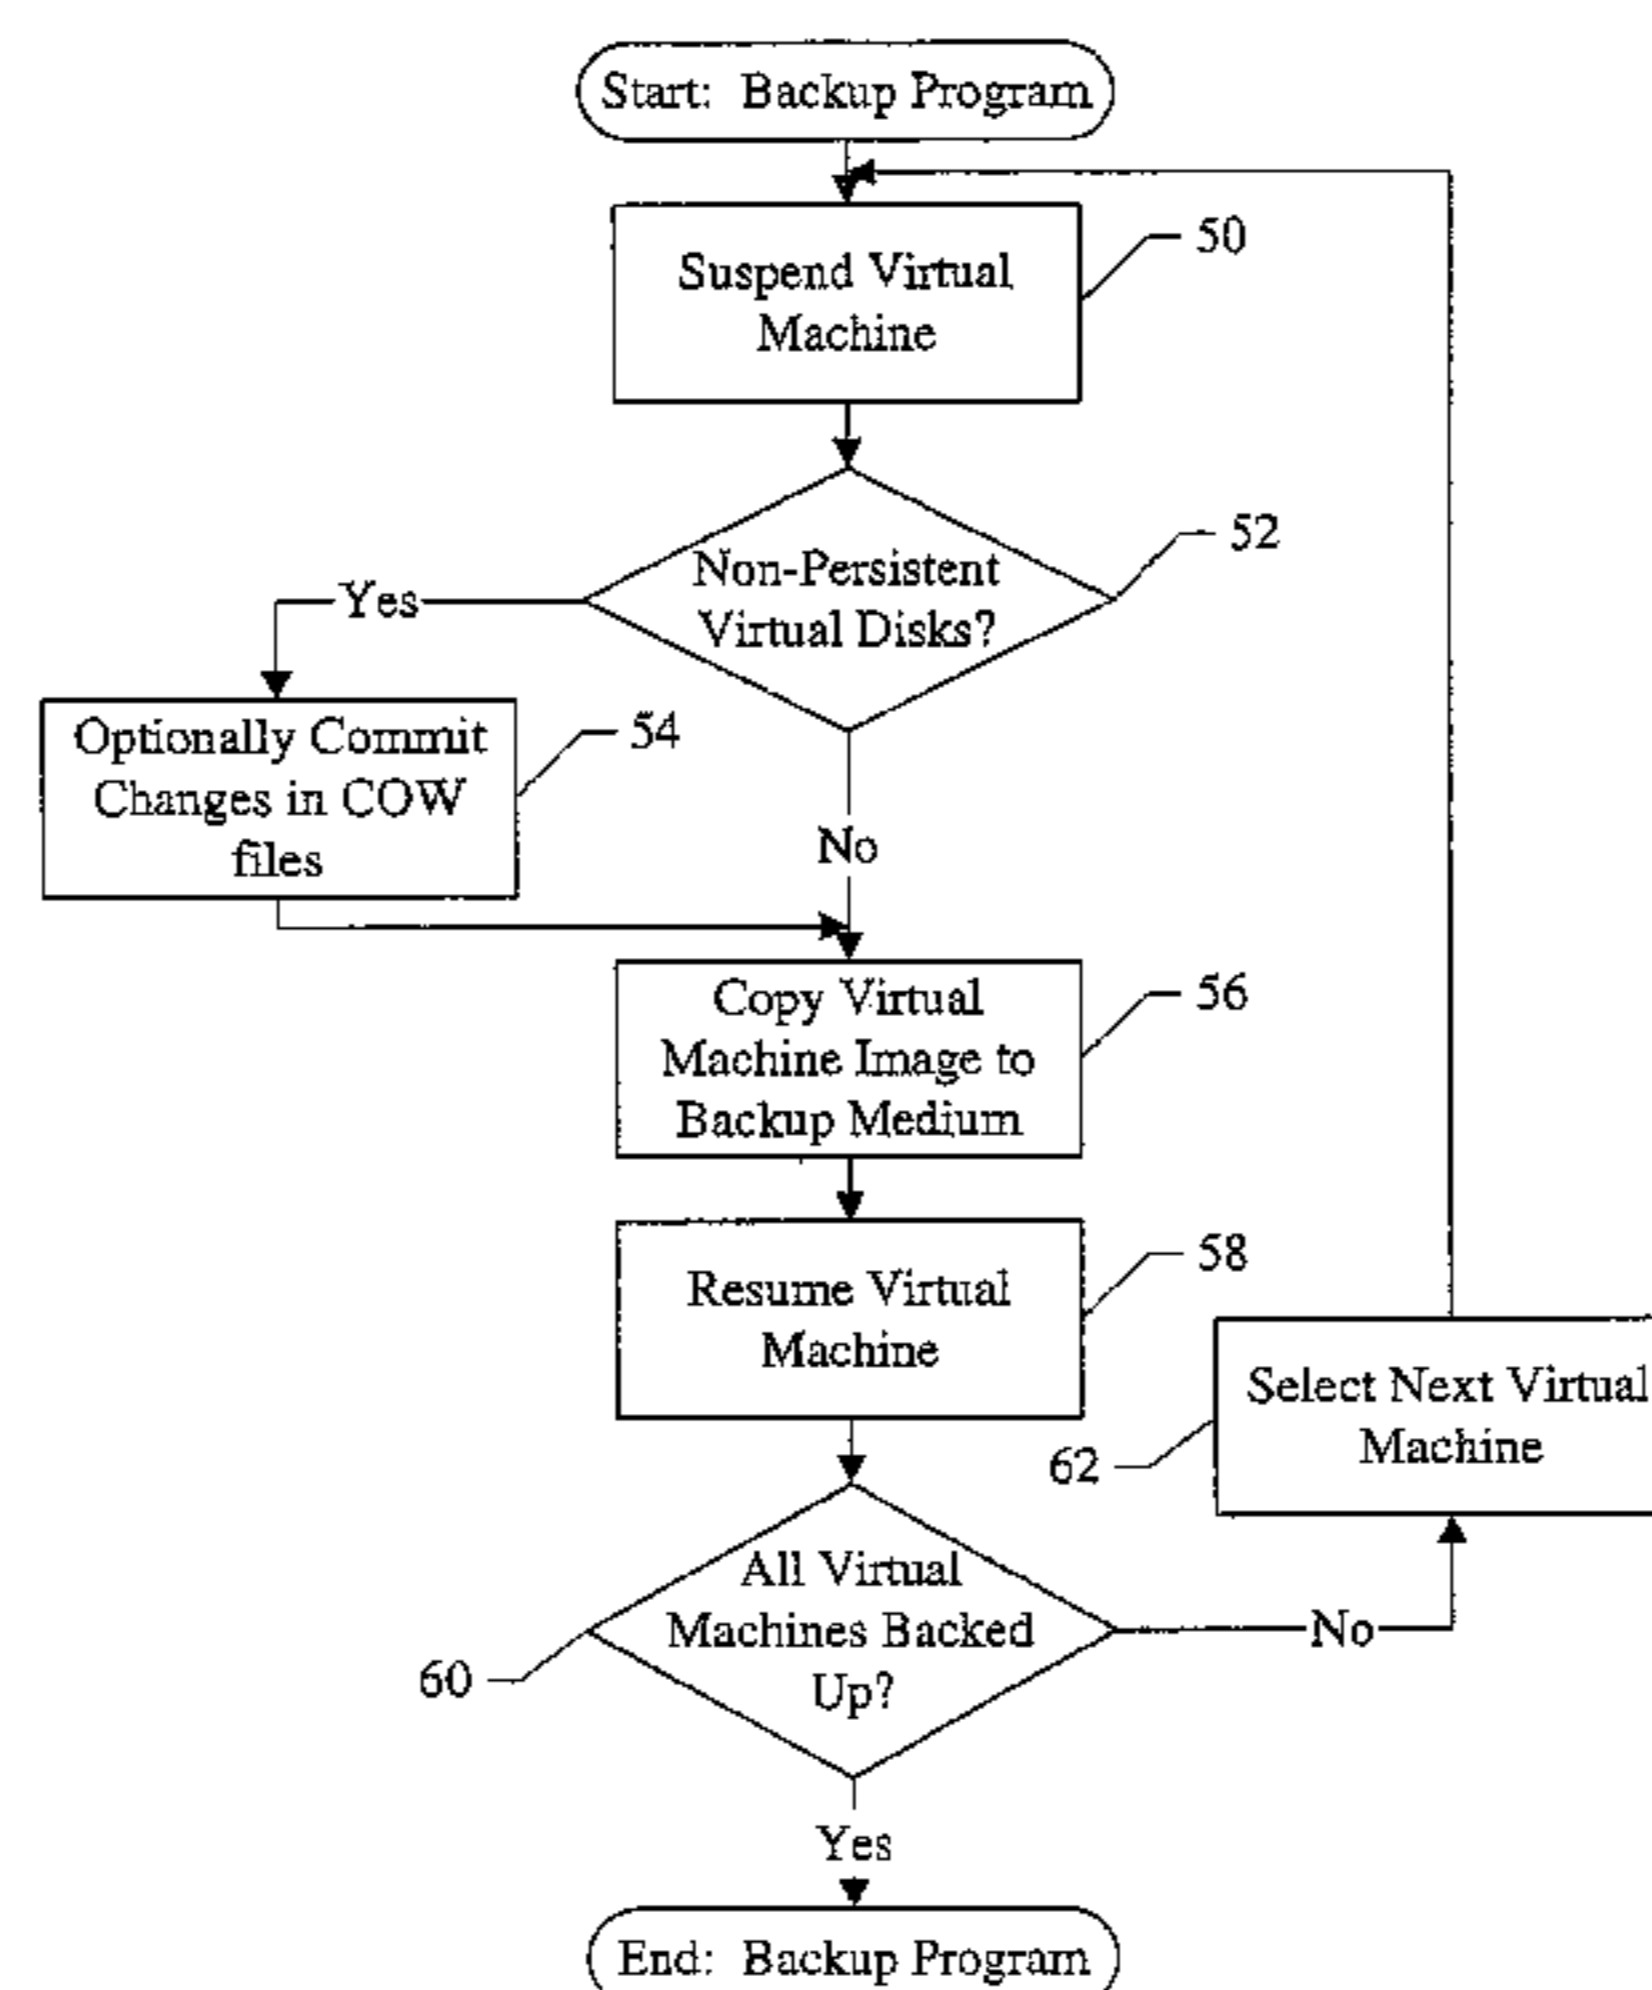 Start: Backup Program
50
Suspend Virtual
Machine
52
Non-Persistent
Virtual Disks?
Yes
54
Optionally Commit
Changes in COW
files
No
56
Copy Virtual
Machine Image to
Backup Medium
58
Resume Virtual
Machine
Select Next Virtual
Machine
62
All Virtual
Machines Backed
Up?
No
60
Yes
End: Backup Program